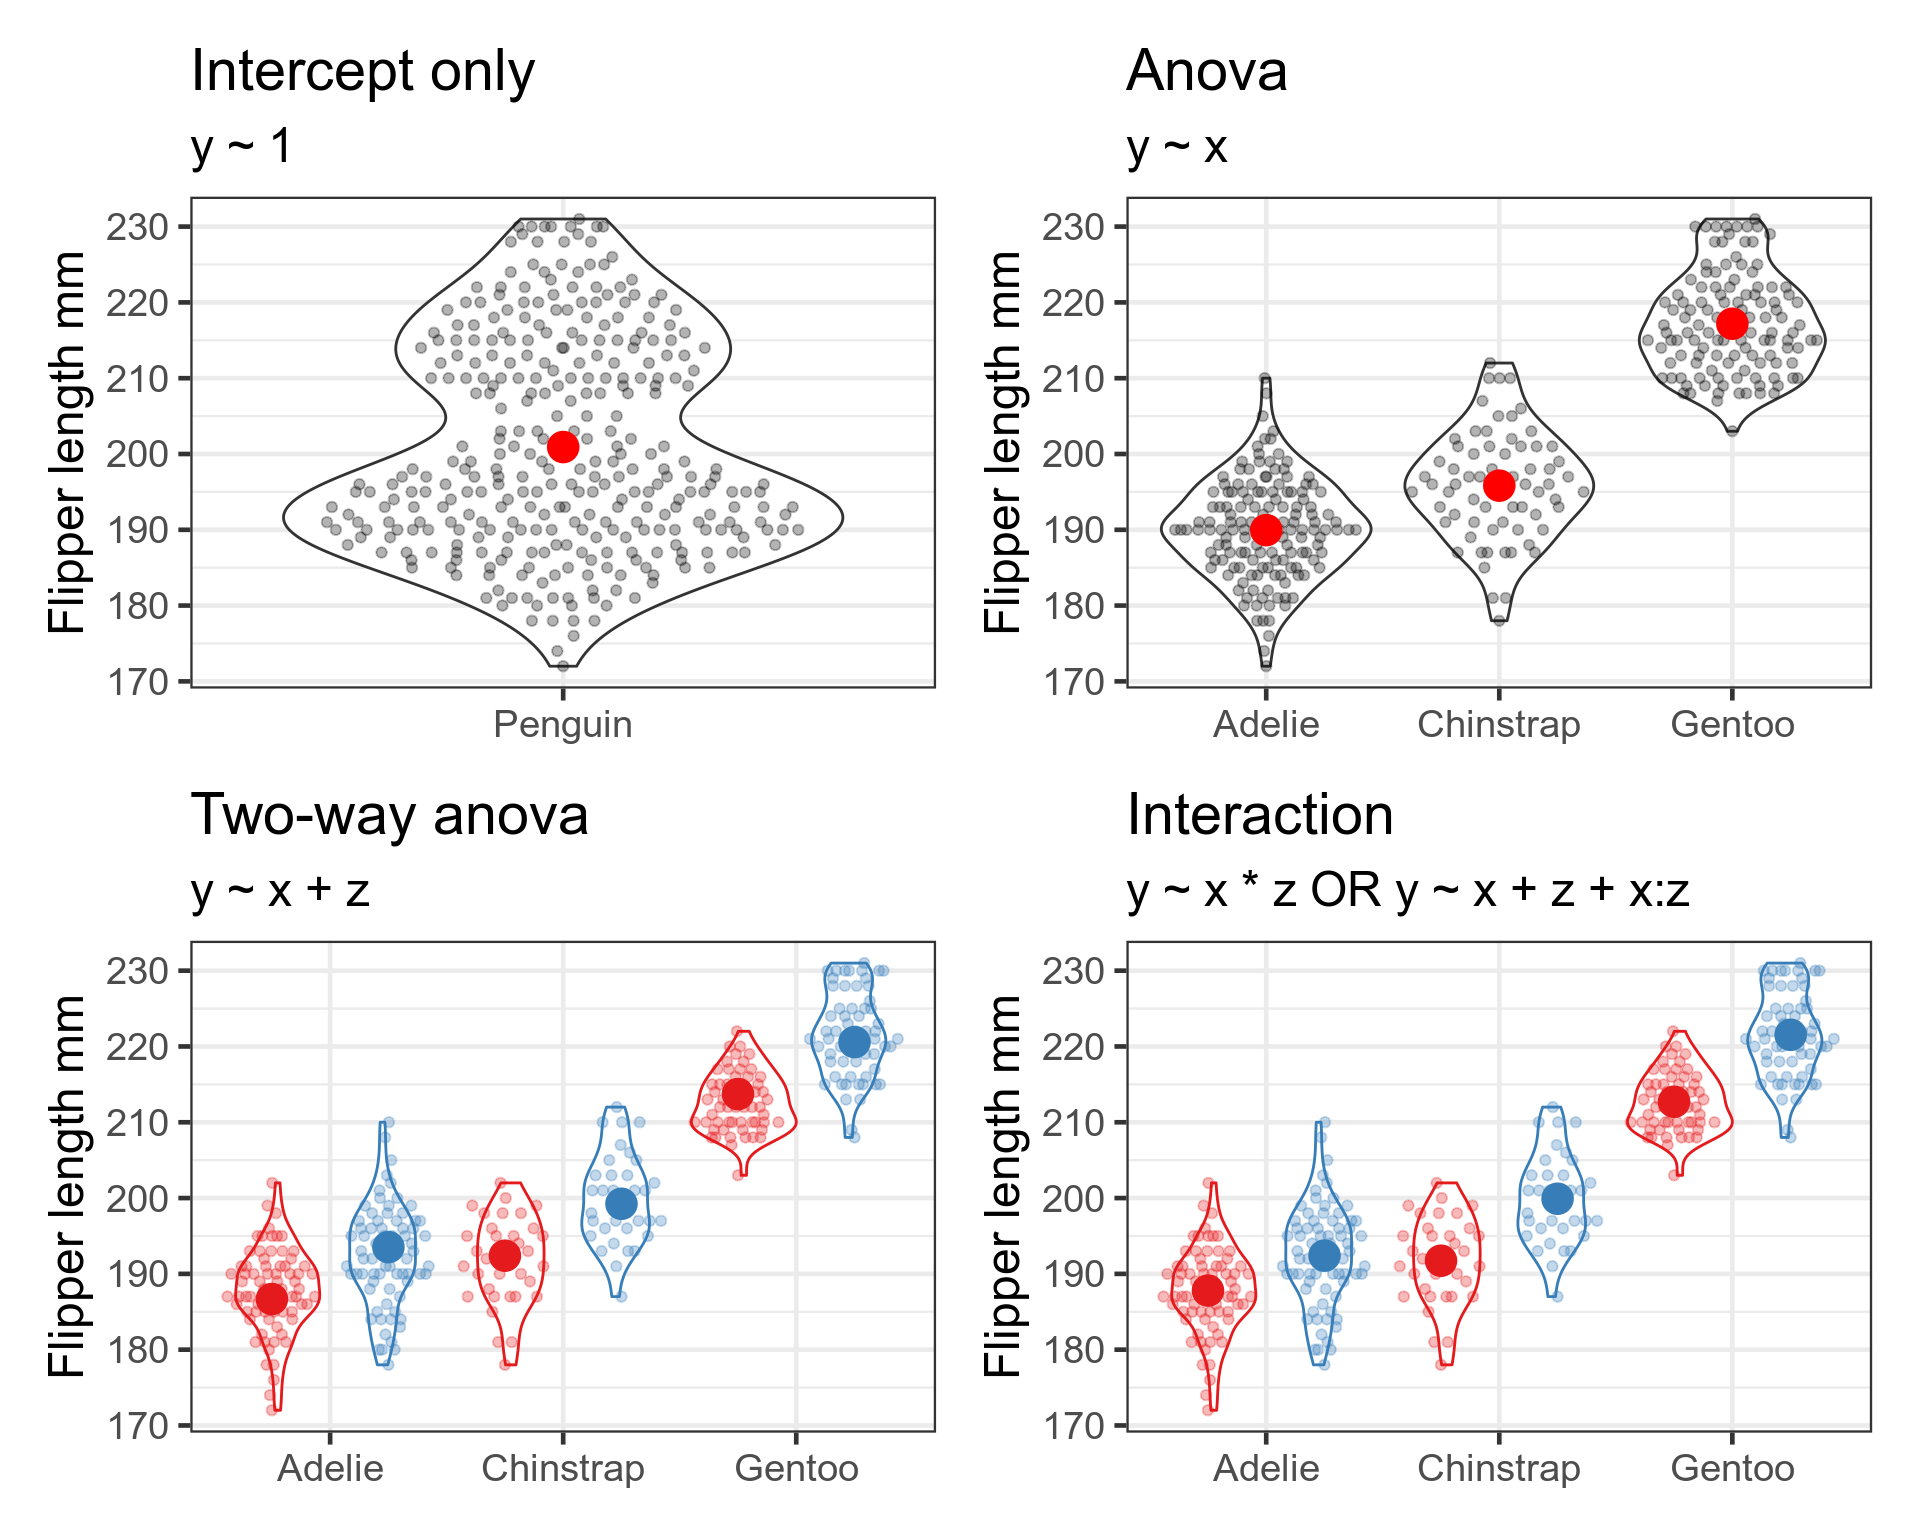 Intercept only
y ~ 1
Flipper length mm
230
220
210
200
190
180
170
Penguin
Anova
y ~ x
Flipper length mm
230
220
210
200
190
180
170
Adelie Chinstrap Gentoo
Two-way anova
y ~ x + z
Flipper length mm
230
220
210
200
190
180
170
Adelie Chinstrap Gentoo
Interaction
y ~ x * z OR y ~ x + z + x:z
Flipper length mm
230
220
210
200
190
180
170
Adelie Chinstrap Gentoo